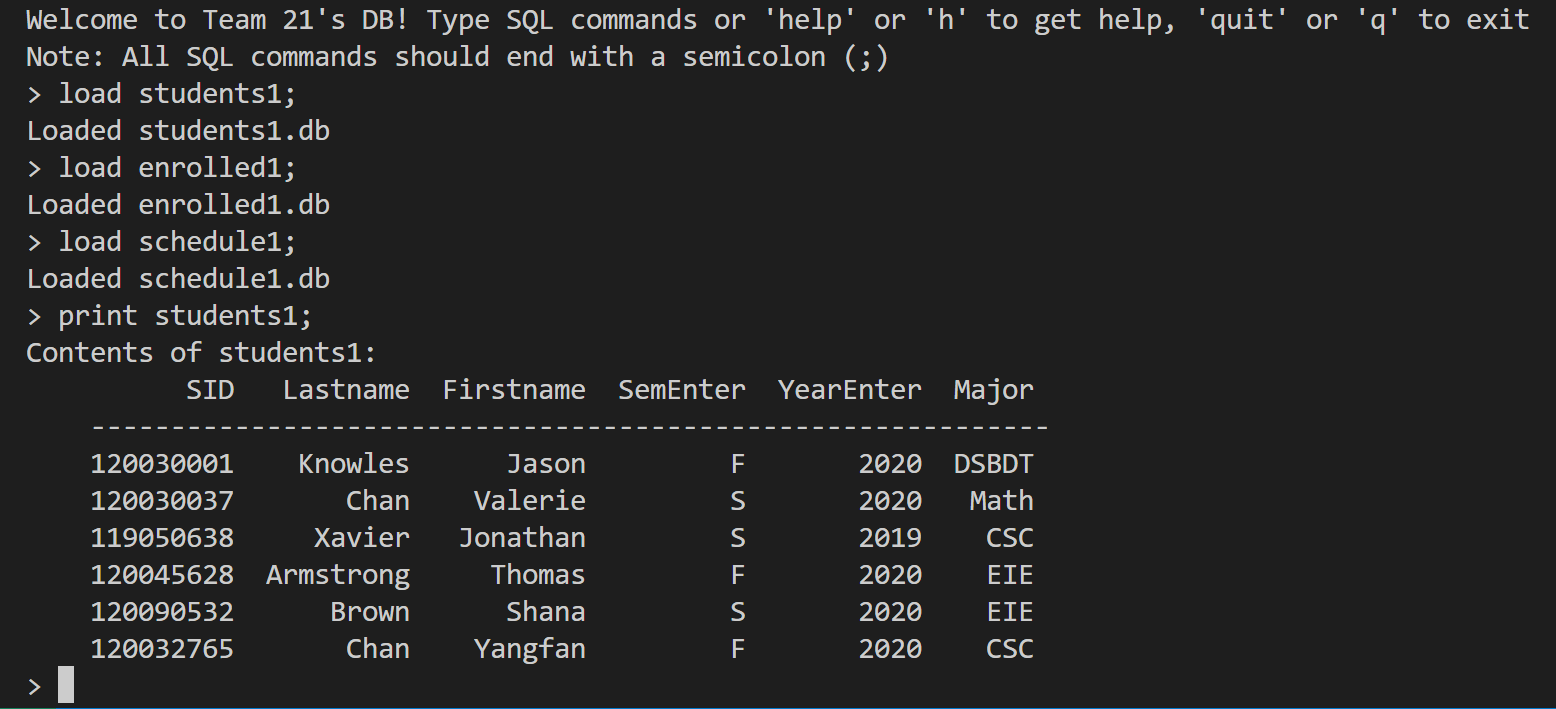 Welcome to Team 21's DB! Type SQL commands or 'help' or 'h' to get help, 'quit' or 'q' to exit
Note: All SQL commands should end with a semicolon (;)
> load students1;
Loaded students1.db
> load enrolled1;
Loaded enrolled1.db
> load schedule1;
Loaded schedule1.db
> print students1;
Contents of students1:
          SID   Lastname  Firstname  SemEnter  YearEnter  Major
    ------------------------------------------------------------
    120030001    Knowles      Jason         F       2020  DSBDT
    120030037       Chan    Valerie         S       2020   Math
    119050638     Xavier   Jonathan         S       2019    CSC
    120045628  Armstrong     Thomas         F       2020    EIE
    120090532      Brown      Shana         S       2020    EIE
    120032765       Chan    Yangfan         F       2020    CSC
>